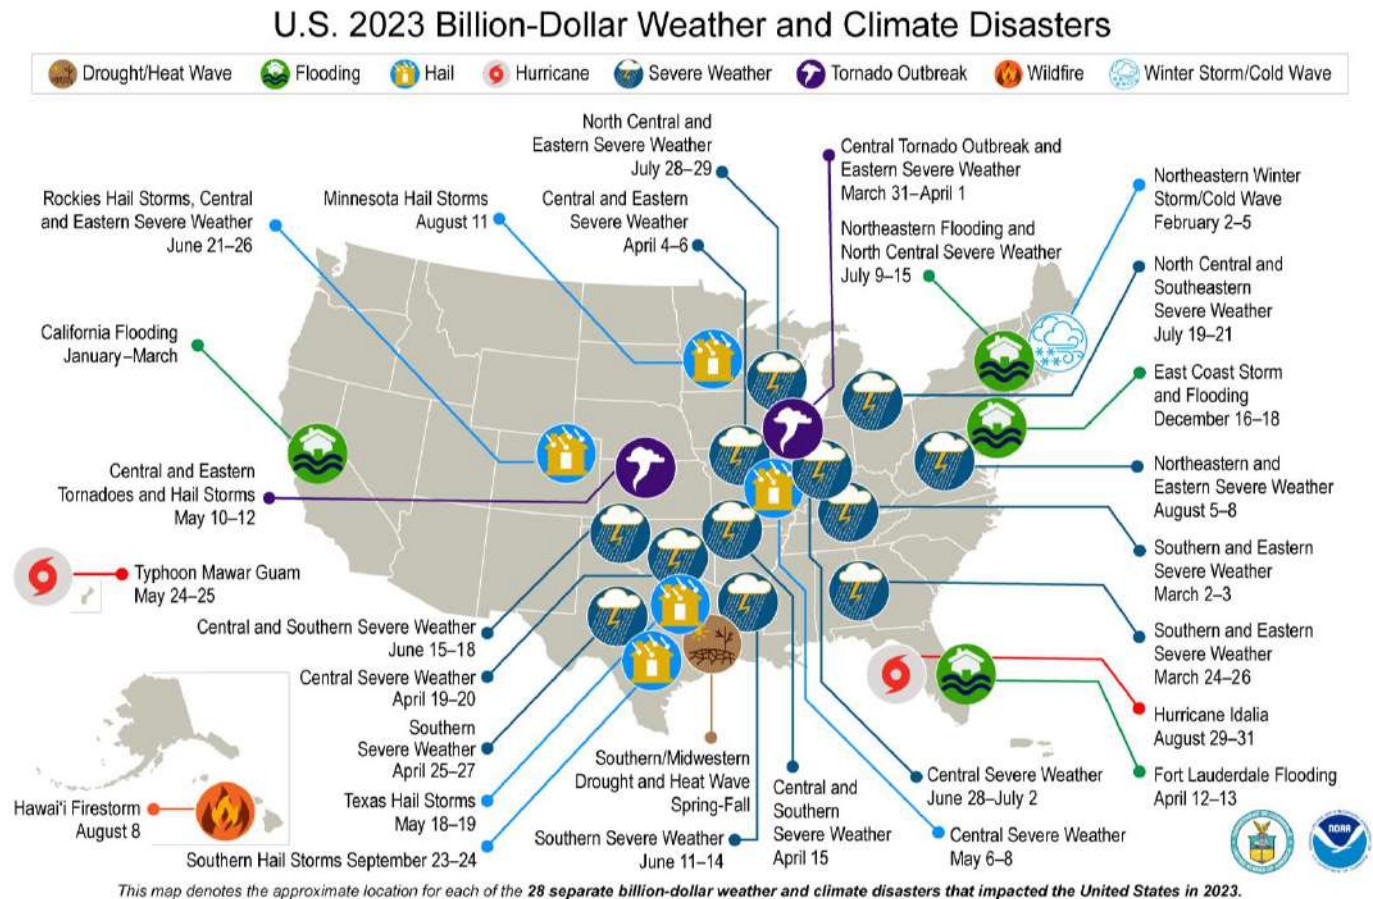 U.S. 2023 Billion-Dollar Weather and Climate Disasters
Drought/Heat Wave
Flooding
Hail
Hurricane
Severe Weather
Tornado Outbreak
Wildfire
Winter Storm/Cold Wave
North Central and
Eastern Severe Weather
July 28–29
Central Tornado Outbreak and
Eastern Severe Weather
March 31–April 1
Northeastern Winter
Storm/Cold Wave
February 2–5
Rockies Hail Storms, Central
and Eastern Severe Weather
June 21–26
Minnesota Hail Storms
August 11
Central and Eastern
Severe Weather
April 4–6
Northeastern Flooding and
North Central Severe Weather
July 9–15
North Central and
Southeastern
Severe Weather
July 19–21
California Flooding
January–March
East Coast Storm
and Flooding
December 16–18
Central and Eastern
Tornadoes and Hail Storms
May 10–12
Northeastern and
Eastern Severe Weather
August 5–8
Typhoon Mawar Guam
May 24–25
Southern and Eastern
Severe Weather
March 2–3
Central and Southern Severe Weather
June 15–18
Southern and Eastern
Severe Weather
March 24–26
Central Severe Weather
April 19–20
Hurricane Idalia
August 29–31
Southern
Severe Weather
April 25–27
Southern/Midwestern
Drought and Heat Wave
Spring-Fall
Central and
Southern
Severe Weather
April 15
Central Severe Weather
June 28–July 2
Fort Lauderdale Flooding
April 12–13
Texas Hail Storms
May 18–19
Hawai'i Firestorm
August 8
Southern Severe Weather
June 11–14
Central Severe Weather
May 6–8
Southern Hail Storms September 23–24
NOAA
This map denotes the approximate location for each of the 28 separate billion-dollar weather and climate disasters that impacted the United States in 2023.